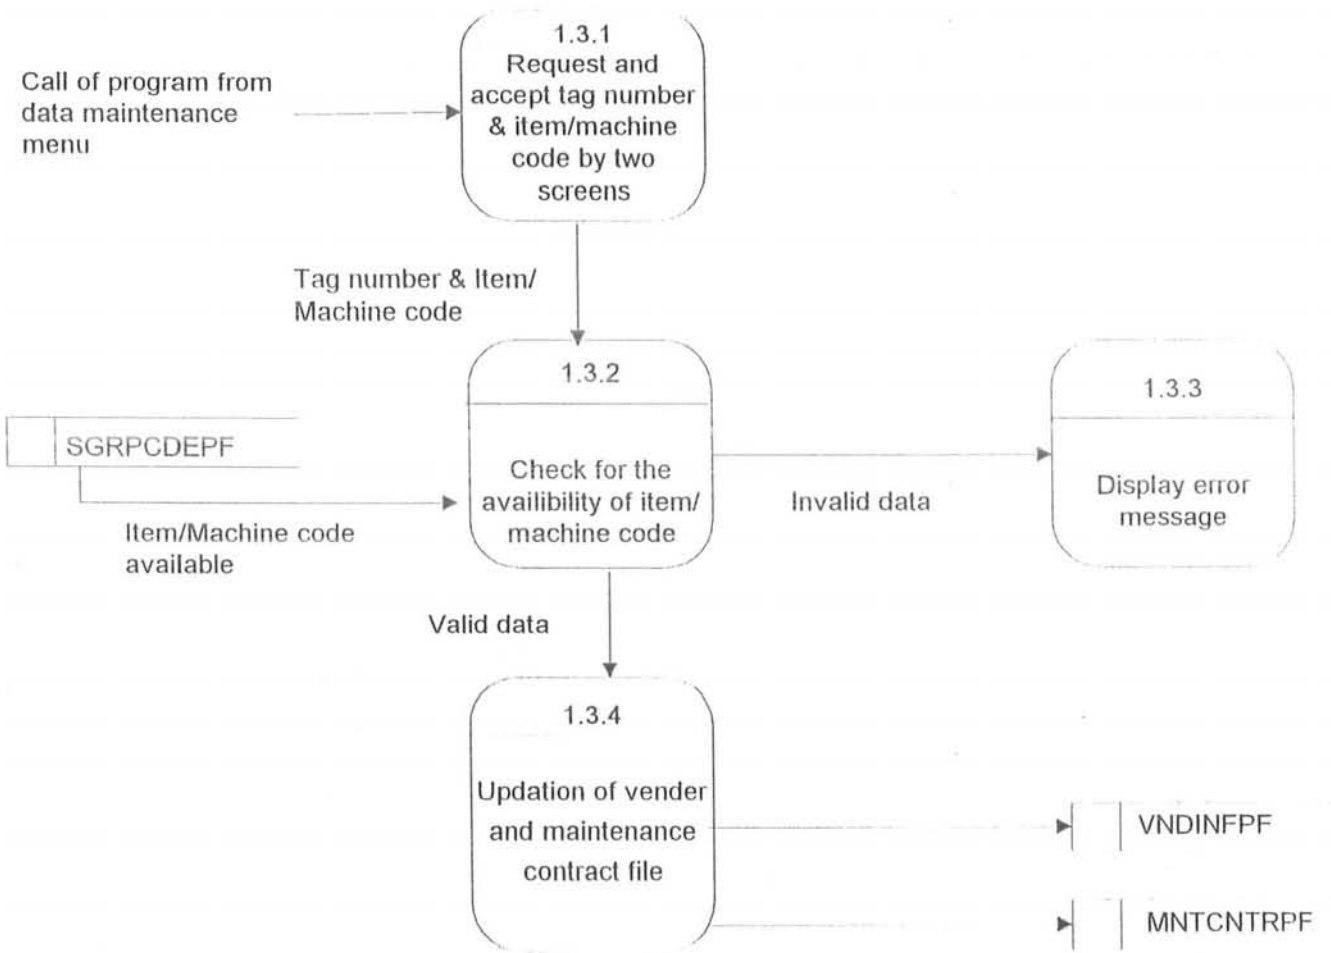 1.3.1
Request and
accept tag number
& item/machine
code by two
screens
Call of program from
data maintenance
menu
Tag number & Item/
Machine code
1.3.2
Check for the
availibility of item/
machine code
SGRPCDEPF
Item/Machine code
available
Invalid data
1.3.3
Display error
message
Valid data
1.3.4
Updation of vender
and maintenance
contract file
VNDINFPF
MNTCNTRPF